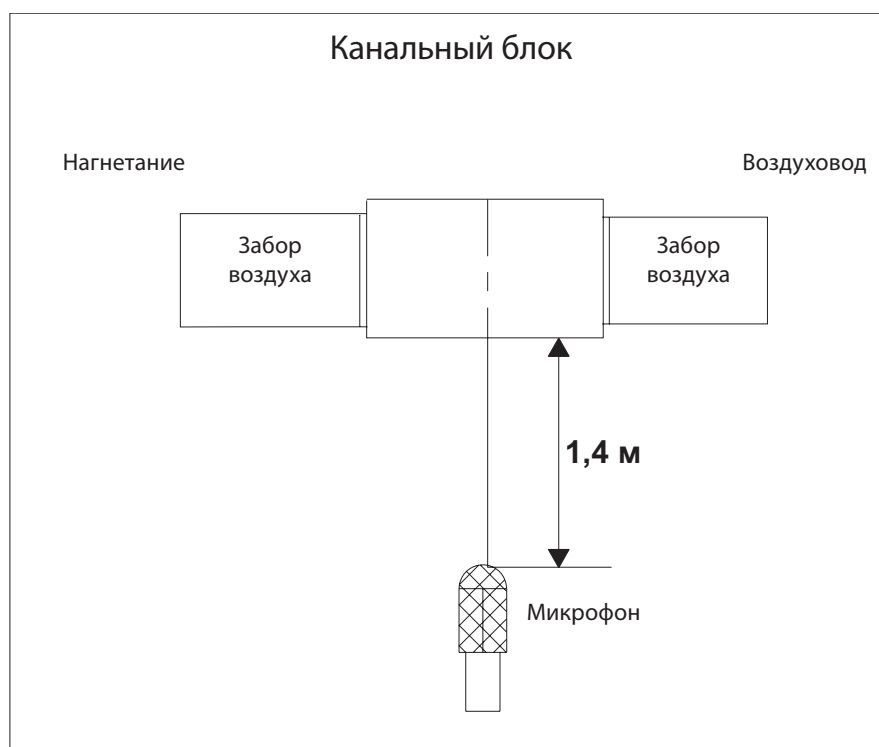 Канальный блок
Нагнетание
Воздуховод
Забор
воздуха
Забор
воздуха
1,4 м
Микрофон